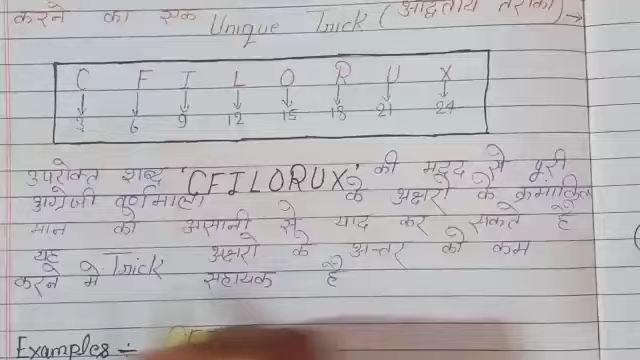 करने का एक Unique Trick (अद्वितीय तरीका) →
C F I L O R U X
↓ ↓ ↓ ↓ ↓ ↓ ↓ ↓
3 6 9 12 15 18 21 24
उपरोक्त शब्द 'CFILORUX' की मदद से पूरी
अंग्रेजी वर्णमाला के अक्षरो के क्रमांकित
मान को आसानी से याद कर सकते है
यह Trick अक्षरो के अन्तर को कम
करने मे सहायक है
Examples :-